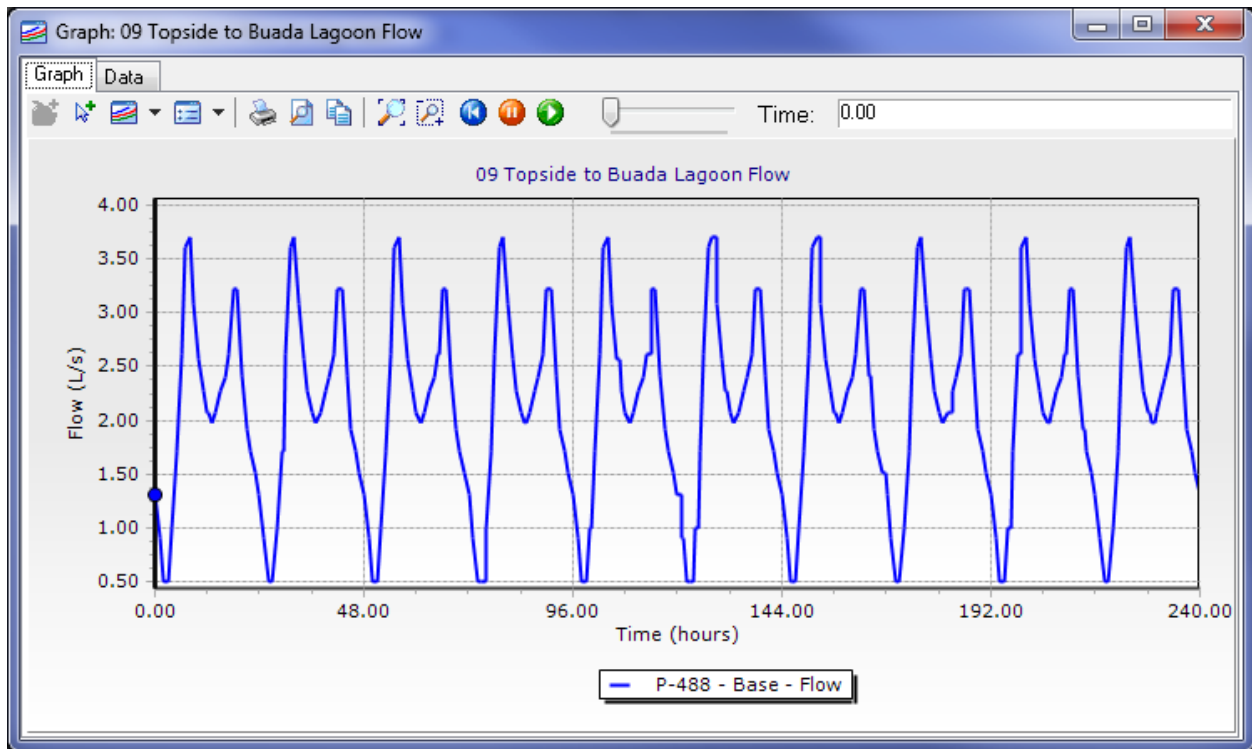 Graph: 09 Topside to Buada Lagoon Flow
Graph Data
Time: 0.00
09 Topside to Buada Lagoon Flow
4.00
3.50
3.00
2.50
2.00
1.50
1.00
0.50
Flow (L/s)
0.00 48.00 96.00 144.00 192.00 240.00
Time (hours)
P-488 - Base - Flow